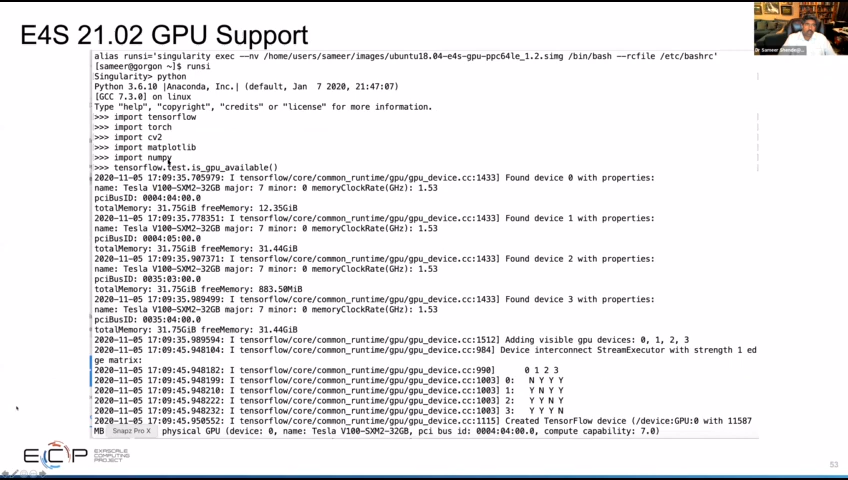 E4S 21.02 GPU Support
alias runsi='singularity exec --nv /home/users/sameer/images/ubuntu18.04-e4s-gpu-ppc64le_1.2.simg /bin/bash --rcfile /etc/bashrc'
[sameer@gorgon ~]$ runsi
Singularity> python
Python 3.6.10 |Anaconda, Inc.| (default, Jan  7 2020, 21:47:07)
[GCC 7.3.0] on linux
Type "help", "copyright", "credits" or "license" for more information.
>>> import tensorflow
>>> import torch
>>> import cv2
>>> import matplotlib
>>> import numpy
>>> tensorflow.test.is_gpu_available()
2020-11-05 17:09:35.705979: I tensorflow/core/common_runtime/gpu/gpu_device.cc:1433] Found device 0 with properties:
name: Tesla V100-SXM2-32GB major: 7 minor: 0 memoryClockRate(GHz): 1.53
pciBusID: 0004:04:00.0
totalMemory: 31.75GiB freeMemory: 12.35GiB
2020-11-05 17:09:35.778351: I tensorflow/core/common_runtime/gpu/gpu_device.cc:1433] Found device 1 with properties:
name: Tesla V100-SXM2-32GB major: 7 minor: 0 memoryClockRate(GHz): 1.53
pciBusID: 0004:05:00.0
totalMemory: 31.75GiB freeMemory: 31.44GiB
2020-11-05 17:09:35.907371: I tensorflow/core/common_runtime/gpu/gpu_device.cc:1433] Found device 2 with properties:
name: Tesla V100-SXM2-32GB major: 7 minor: 0 memoryClockRate(GHz): 1.53
pciBusID: 0035:03:00.0
totalMemory: 31.75GiB freeMemory: 883.50MiB
2020-11-05 17:09:35.989499: I tensorflow/core/common_runtime/gpu/gpu_device.cc:1433] Found device 3 with properties:
name: Tesla V100-SXM2-32GB major: 7 minor: 0 memoryClockRate(GHz): 1.53
pciBusID: 0035:04:00.0
totalMemory: 31.75GiB freeMemory: 31.44GiB
2020-11-05 17:09:35.989594: I tensorflow/core/common_runtime/gpu/gpu_device.cc:1512] Adding visible gpu devices: 0, 1, 2, 3
2020-11-05 17:09:45.948104: I tensorflow/core/common_runtime/gpu/gpu_device.cc:984] Device interconnect StreamExecutor with strength 1 ed
ge matrix:
2020-11-05 17:09:45.948182: I tensorflow/core/common_runtime/gpu/gpu_device.cc:990]      0 1 2 3
2020-11-05 17:09:45.948199: I tensorflow/core/common_runtime/gpu/gpu_device.cc:1003] 0:   N Y Y Y
2020-11-05 17:09:45.948210: I tensorflow/core/common_runtime/gpu/gpu_device.cc:1003] 1:   Y N Y Y
2020-11-05 17:09:45.948222: I tensorflow/core/common_runtime/gpu/gpu_device.cc:1003] 2:   Y Y N Y
2020-11-05 17:09:45.948232: I tensorflow/core/common_runtime/gpu/gpu_device.cc:1003] 3:   Y Y Y N
2020-11-05 17:09:45.950552: I tensorflow/core/common_runtime/gpu/gpu_device.cc:1115] Created TensorFlow device (/device:GPU:0 with 11587
MB Snapz Pro X physical GPU (device: 0, name: Tesla V100-SXM2-32GB, pci bus id: 0004:04:00.0, compute capability: 7.0)
ECP EXASCALE COMPUTING PROJECT
53